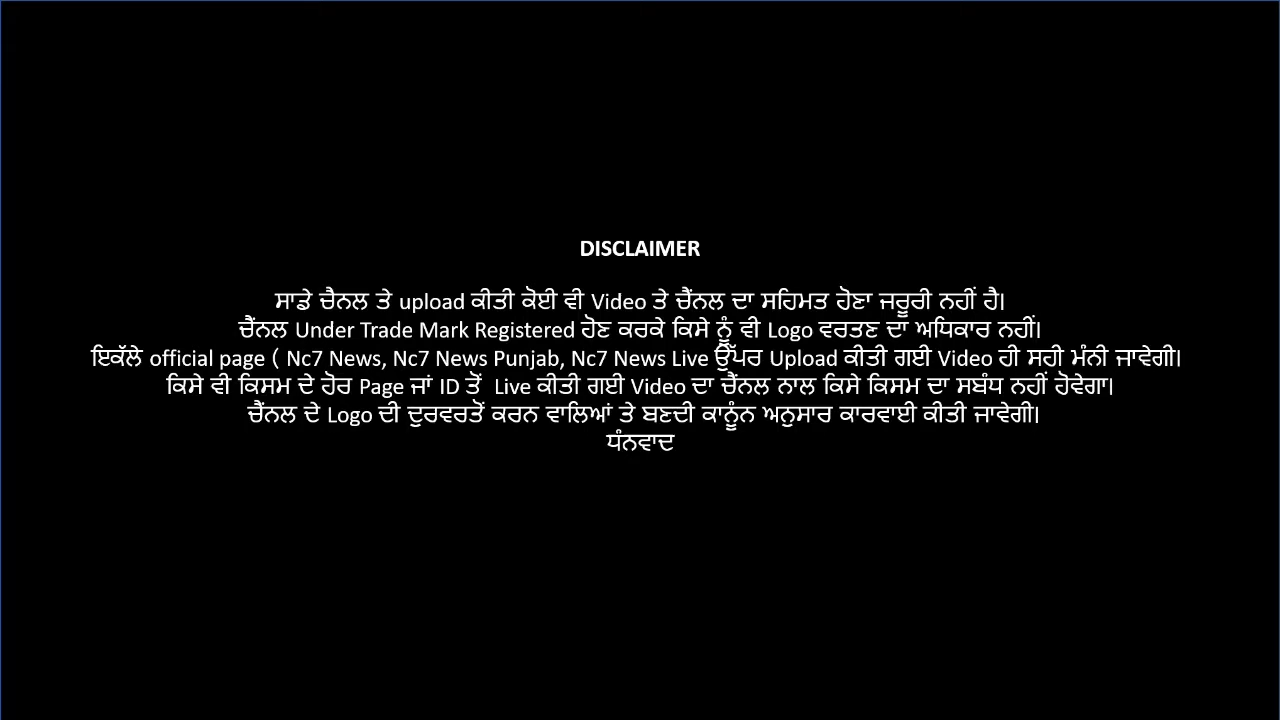 DISCLAIMER
ਸਾਡੇ ਚੈਨਲ ਤੇ upload ਕੀਤੀ ਕੋਈ ਵੀ Video ਤੇ ਚੈੱਨਲ ਦਾ ਸਹਿਮਤ ਹੋਣਾ ਜਰੂਰੀ ਨਹੀਂ ਹੈ।
ਚੈੱਨਲ Under Trade Mark Registered ਹੋਣ ਕਰਕੇ ਕਿਸੇ ਨੂੰ ਵੀ Logo ਵਰਤਣ ਦਾ ਅਧਿਕਾਰ ਨਹੀਂ।
ਇਕੱਲੇ official page ( Nc7 News, Nc7 News Punjab, Nc7 News Live ਉੱਪਰ Upload ਕੀਤੀ ਗਈ Video ਹੀ ਸਹੀ ਮੰਨੀ ਜਾਵੇਗੀ।
ਕਿਸੇ ਵੀ ਕਿਸਮ ਦੇ ਹੋਰ Page ਜਾਂ ID ਤੋਂ  Live ਕੀਤੀ ਗਈ Video ਦਾ ਚੈੱਨਲ ਨਾਲ ਕਿਸੇ ਕਿਸਮ ਦਾ ਸਬੰਧ ਨਹੀਂ ਹੋਵੇਗਾ।
ਚੈੱਨਲ ਦੇ Logo ਦੀ ਦੁਰਵਰਤੋਂ ਕਰਨ ਵਾਲਿਆਂ ਤੇ ਬਣਦੀ ਕਾਨੂੰਨ ਅਨੁਸਾਰ ਕਾਰਵਾਈ ਕੀਤੀ ਜਾਵੇਗੀ।
ਧੰਨਵਾਦ